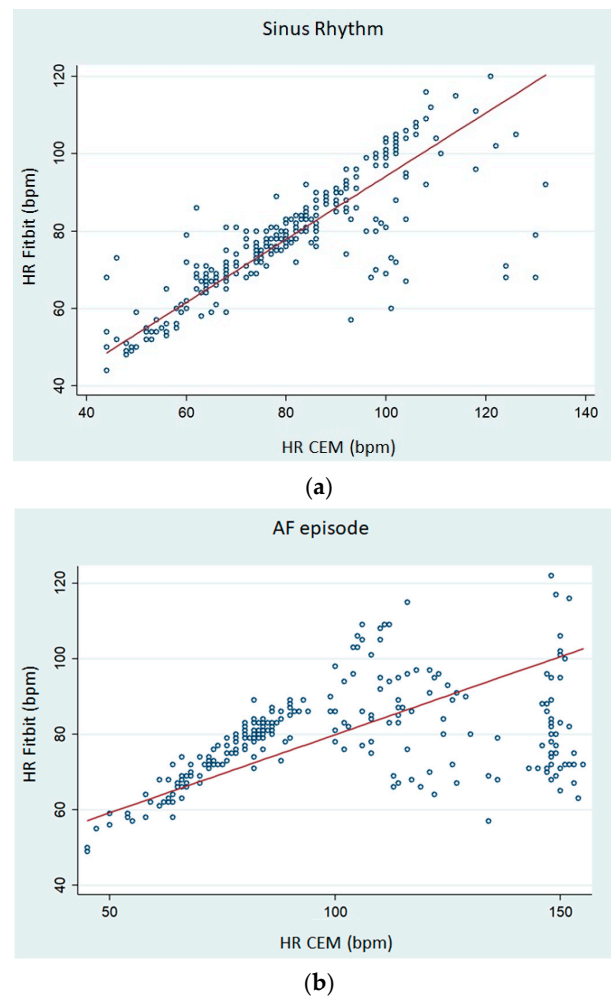 Sinus Rhythm
HR Fitbit (bpm)
120
100
80
60
40
40 60 80 100 120 140
HR CEM (bpm)
(a)
AF episode
HR Fitbit (bpm)
120
100
80
60
40
50 100 150
HR CEM (bpm)
(b)